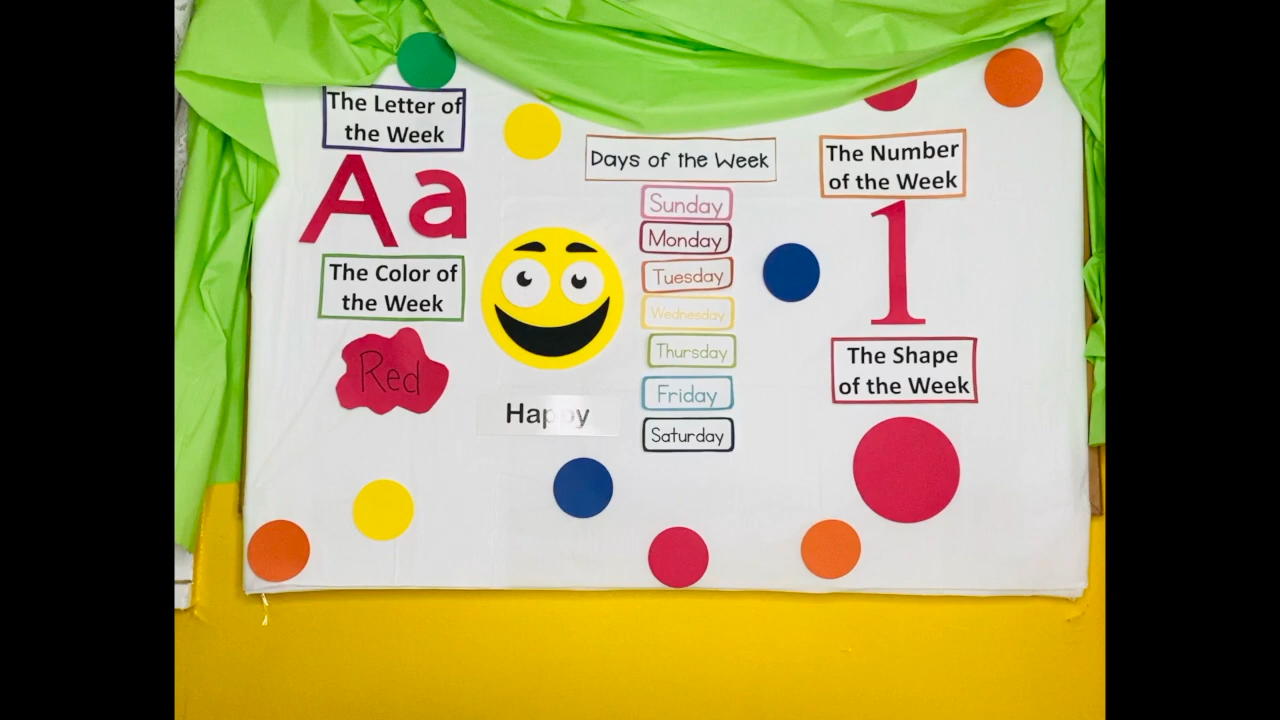 The Letter of
the Week
Aa
The Color of
the Week
Red
Happy
Days of the Week
Sunday
Monday
Tuesday
Wednesday
Thursday
Friday
Saturday
The Number
of the Week
1
The Shape
of the Week